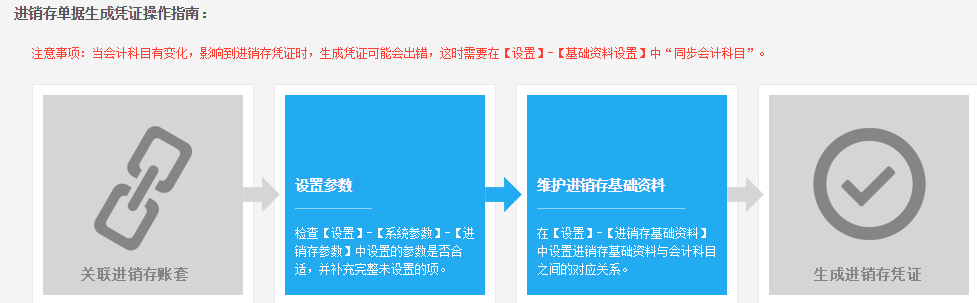 进销存单据生成凭证操作指南：
注意事项：当会计科目有变化，影响到进销存凭证时，生成凭证可能会出错，这时需要在【设置】-【基础资料设置】中“同步会计科目”。
关联进销存账套
设置参数
检查【设置】-【系统参数】-【进
销存参数】中设置的参数是否合
适，并补充完整未设置的项。
维护进销存基础资料
在【设置】-【进销存基础资料】
中设置进销存基础资料与会计科目
之间的对应关系。
生成进销存凭证